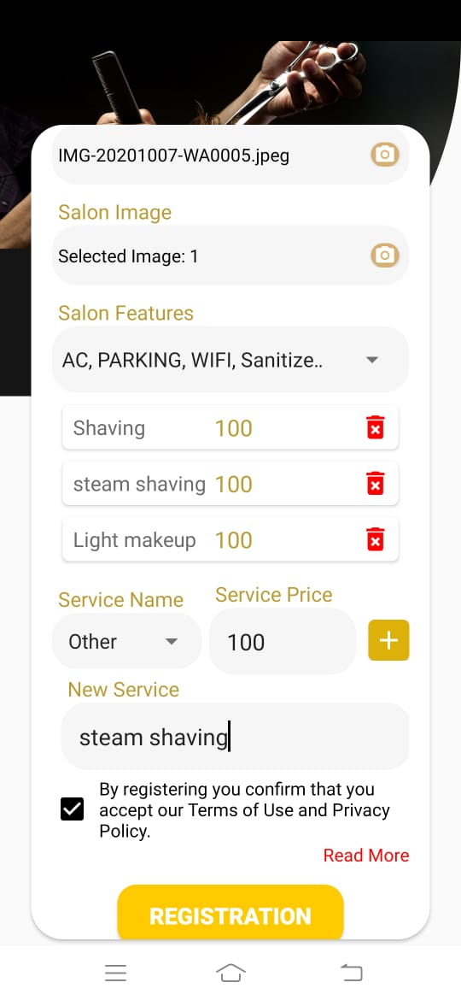 IMG-20201007-WA0005.jpeg
Salon Image
Selected Image: 1
Salon Features
AC, PARKING, WIFI, Sanitize..
Shaving 100
steam shaving 100
Light makeup 100
Service Name Service Price
Other 100
New Service
steam shaving
By registering you confirm that you
accept our Terms of Use and Privacy
Policy.
Read More
REGISTRATION